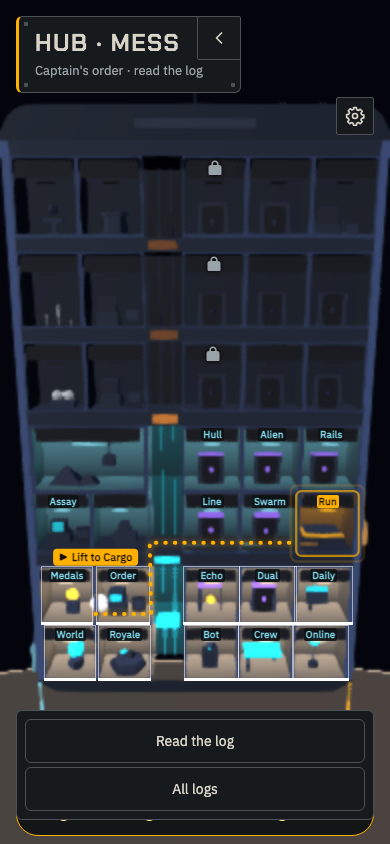 HUB · MESS
Captain's order · read the log
Hull Alien Rails
Assay Line Swarm Run
▶ Lift to Cargo
Medals Order Echo Dual Daily
World Royale Bot Crew Online
Read the log
All logs